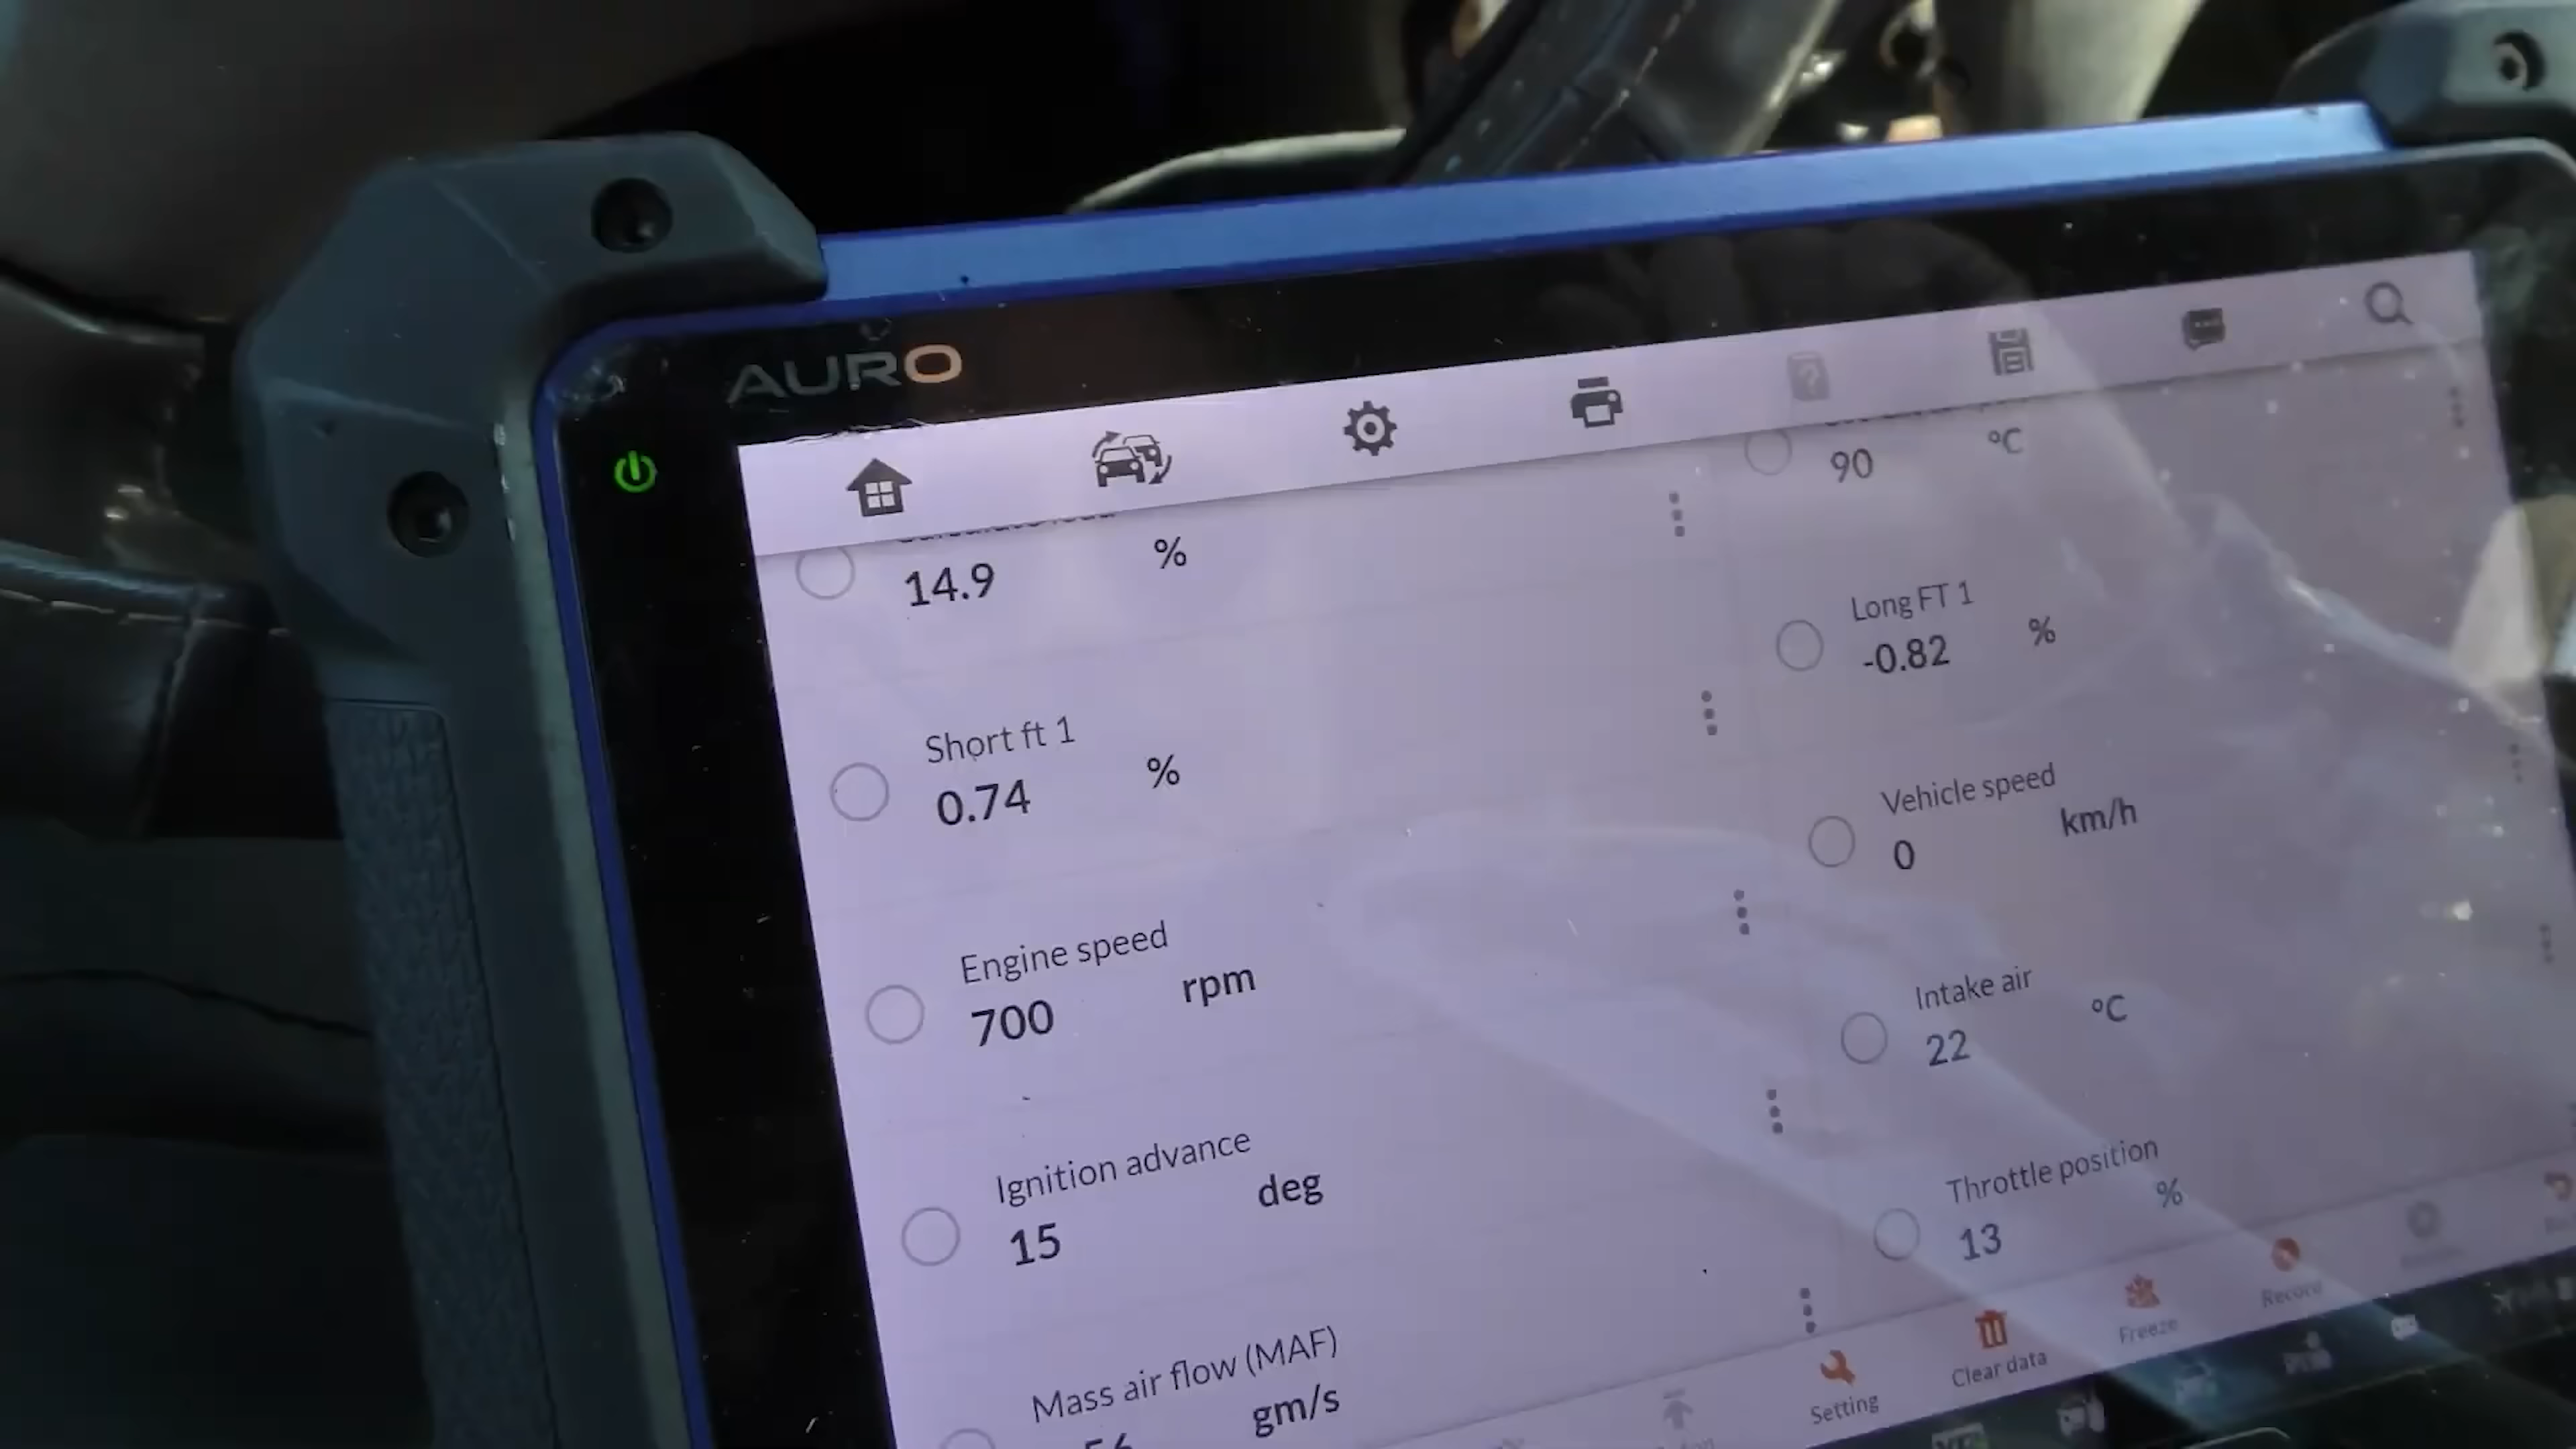 AURO
14.9 %
90 °C
Short ft 1
0.74 %
Long FT 1
-0.82 %
Engine speed
700 rpm
Vehicle speed
0 km/h
Ignition advance
15 deg
Intake air
22 °C
Mass air flow (MAF)
gm/s
Throttle position
13 %
Setting
Clear data
Freeze
Record